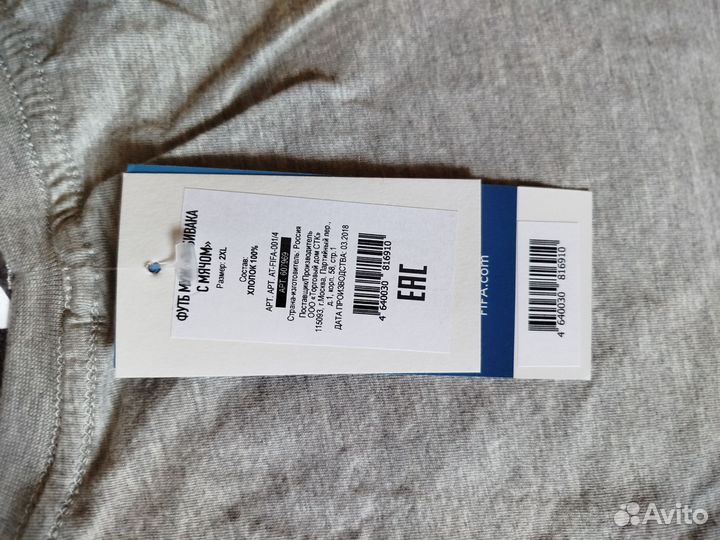 ФУТБ
С МЯЧОМ»
Размер: 2XL
Состав:
ХЛОПОК 100%
АРТ. АРТ. AT-FIFA-001/4
Страна-изготовитель: Россия
Поставщик/Производитель
ООО «Торговый дом СТК»
115093, г.Москва, Партийный пер.,
д.1, корп. 58, стр.1
ДАТА ПРОИЗВОДСТВА: 03.2018
4 640030 816910
EAC
FIFA.com
4 640030 816910
Avito